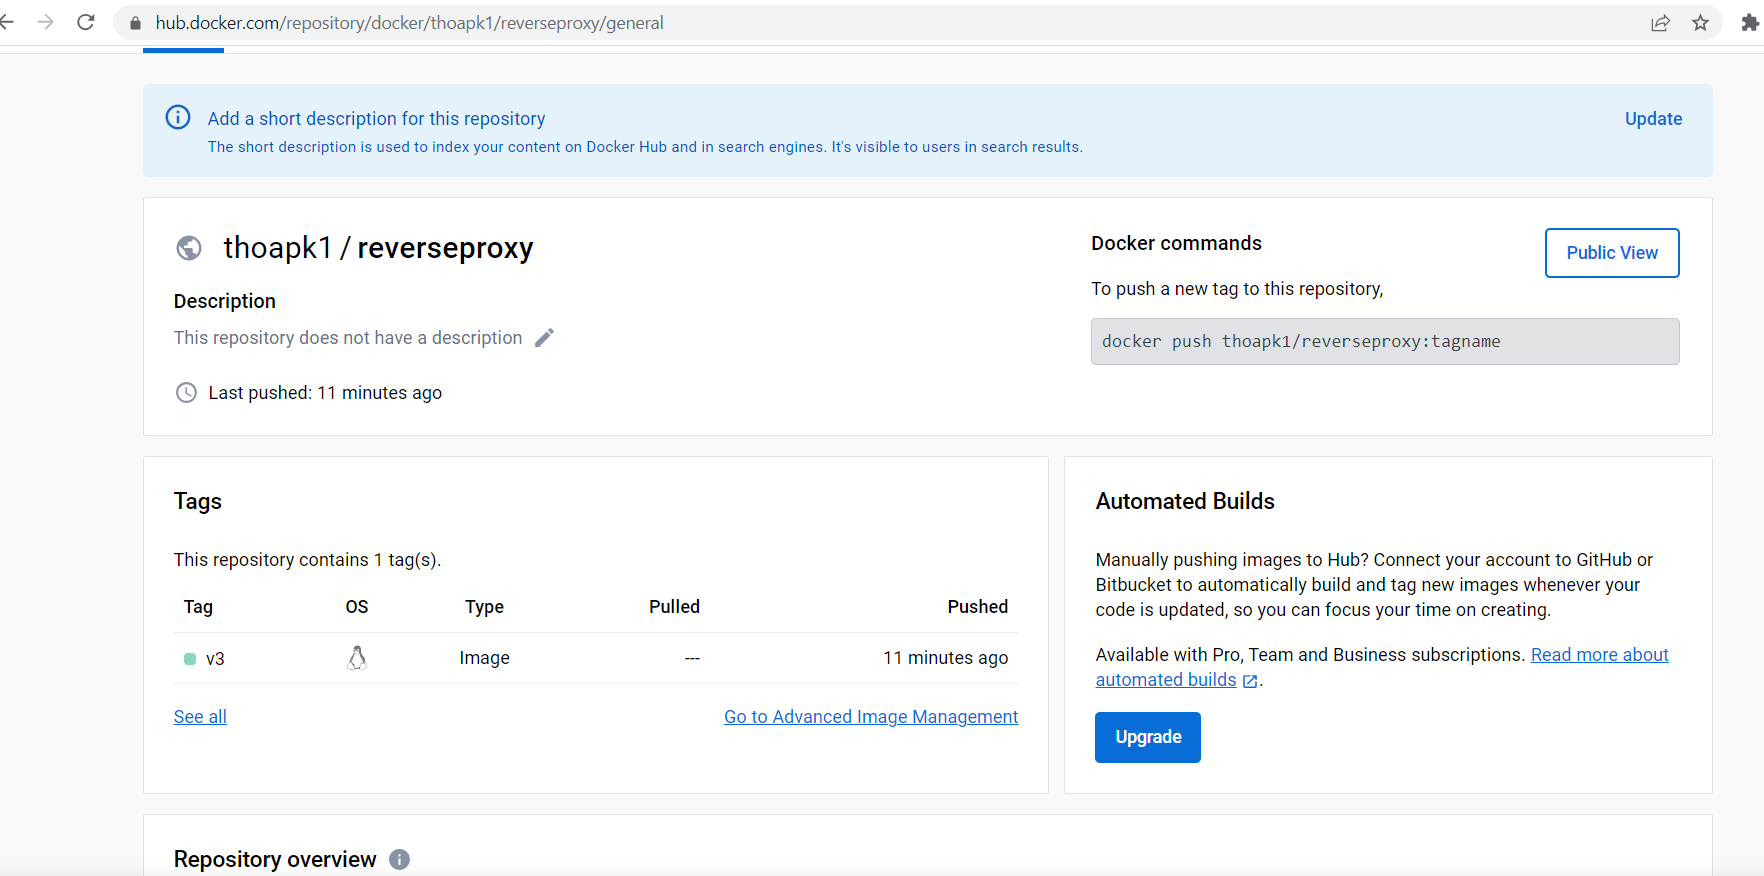 hub.docker.com/repository/docker/thoapk1/reverseproxy/general
Add a short description for this repository
Update
The short description is used to index your content on Docker Hub and in search engines. It's visible to users in search results.
thoapk1 / reverseproxy
Description
This repository does not have a description
Last pushed: 11 minutes ago
Docker commands
Public View
To push a new tag to this repository,
docker push thoapk1/reverseproxy:tagname
Tags
This repository contains 1 tag(s).
Tag OS Type Pulled Pushed
v3 Image --- 11 minutes ago
See all
Go to Advanced Image Management
Automated Builds
Manually pushing images to Hub? Connect your account to GitHub or
Bitbucket to automatically build and tag new images whenever your
code is updated, so you can focus your time on creating.
Available with Pro, Team and Business subscriptions. Read more about
automated builds.
Upgrade
Repository overview